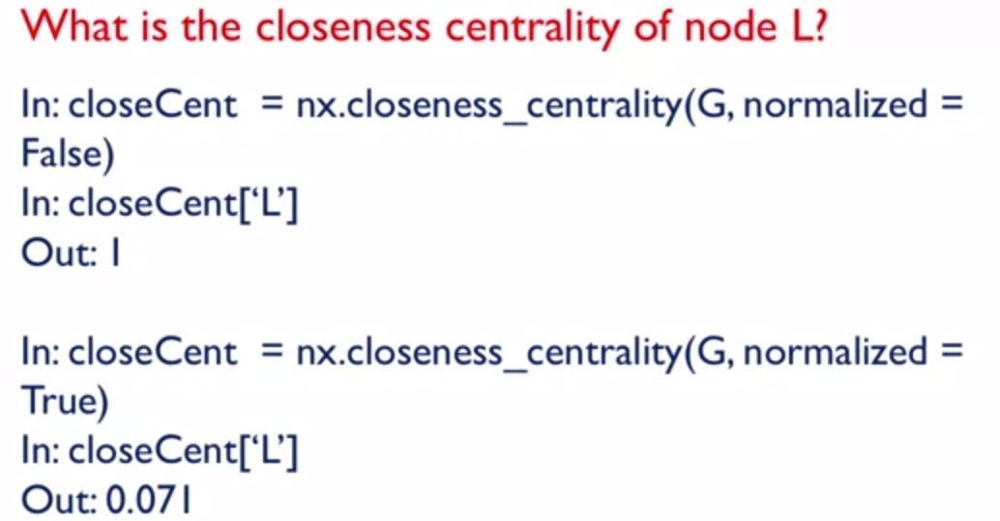 What is the closeness centrality of node L?
In: closeCent = nx.closeness_centrality(G, normalized =
False)
In: closeCent[‘L’]
Out: 1
In: closeCent = nx.closeness_centrality(G, normalized =
True)
In: closeCent[‘L’]
Out: 0.071